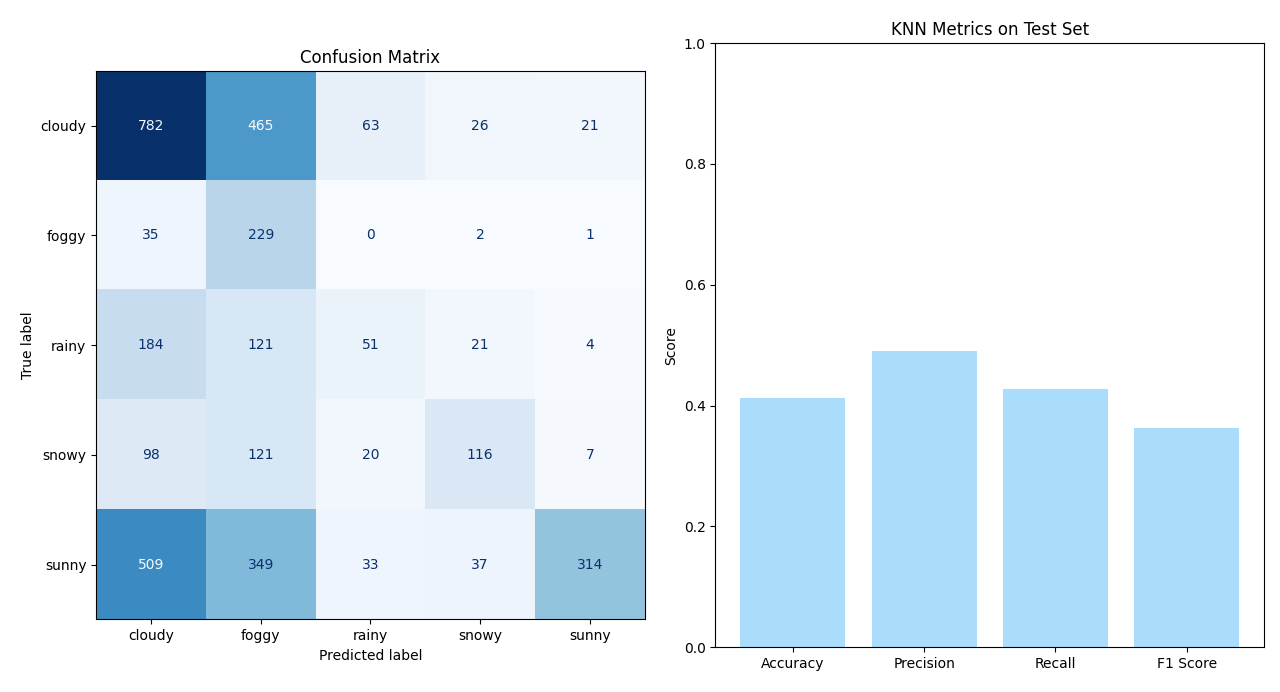 Confusion Matrix
True label
cloudy 782 465 63 26 21
foggy 35 229 0 2 1
rainy 184 121 51 21 4
snowy 98 121 20 116 7
sunny 509 349 33 37 314
cloudy foggy rainy snowy sunny
Predicted label
KNN Metrics on Test Set
Score
1.0
0.8
0.6
0.4
0.2
0.0
Accuracy Precision Recall F1 Score